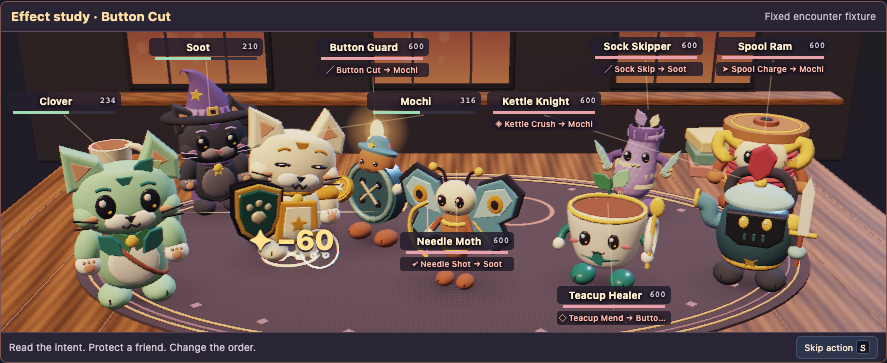 Effect study · Button Cut
Fixed encounter fixture
Soot 210
Button Guard 600
Button Cut → Mochi
Sock Skipper 600
Sock Skip → Soot
Spool Ram 600
Spool Charge → Mochi
Clover 234
Mochi 316
Kettle Knight 600
Kettle Crush → Mochi
−60
Needle Moth 600
Needle Shot → Soot
Teacup Healer 600
Teacup Mend → Butto...
Read the intent. Protect a friend. Change the order.
Skip action S